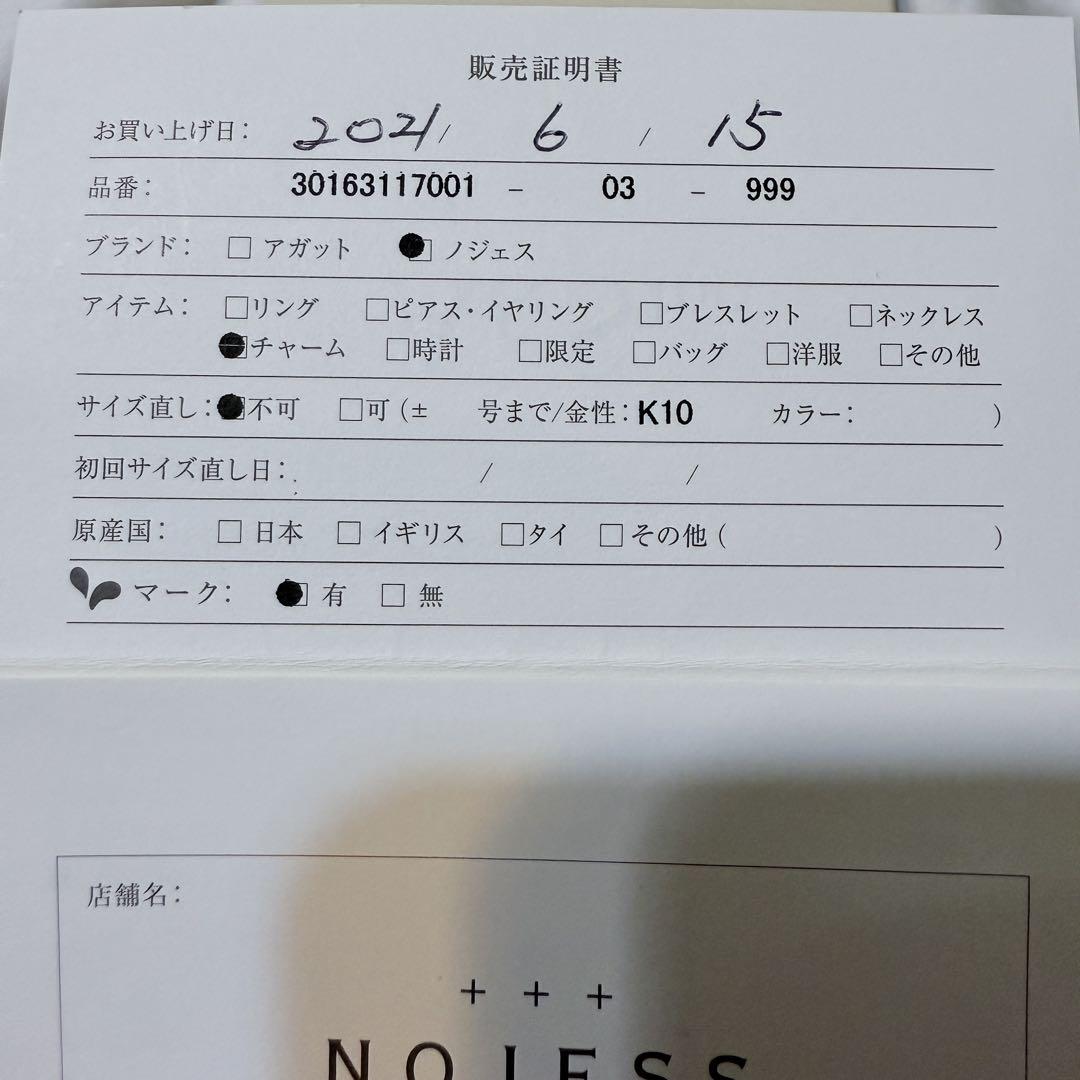 販売証明書
お買い上げ日： 2021/ 6 / 15
品番： 30163117001 － 03 － 999
ブランド： □ アガット ●□ ノジェス
アイテム： □リング □ピアス・イヤリング □ブレスレット □ネックレス
●□チャーム □時計 □限定 □バッグ □洋服 □その他
サイズ直し：●□不可 □可（± 号まで/金性：K10 カラー： ）
初回サイズ直し日： / /
原産国： □ 日本 □ イギリス □タイ □その他（ ）
マーク： ●□ 有 □ 無
店舗名：
+ + +
NOJESS